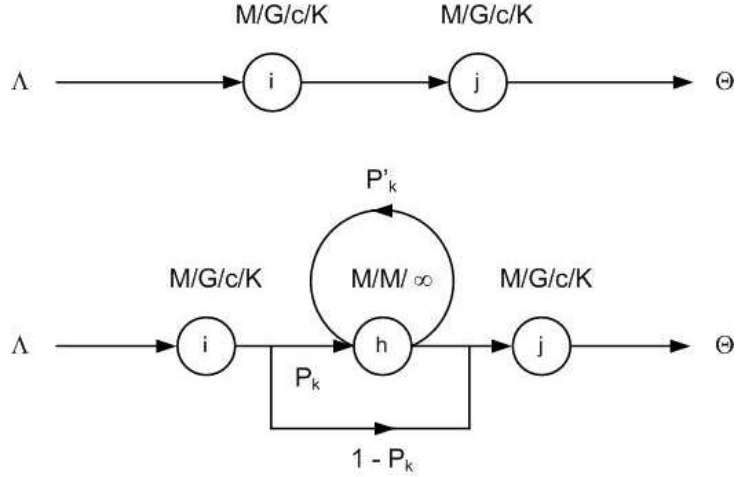 M/G/c/K M/G/c/K
Λ i j Θ
P'k
M/G/c/K M/M/ ∞ M/G/c/K
Λ i h j Θ
Pk
1 - Pk